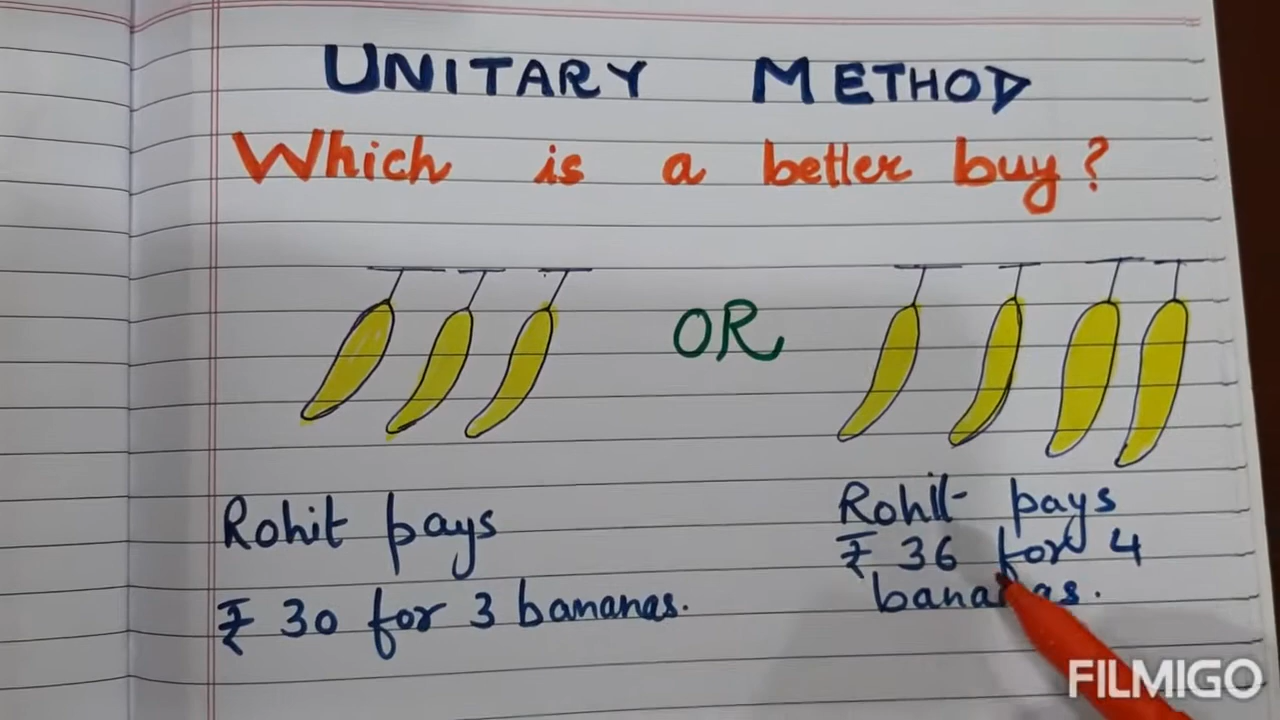 UNITARY METHOD
Which is a better buy?
OR
Rohit pays
₹ 30 for 3 bananas.
Rohit pays
₹ 36 for 4
bananas.
FILMIGO